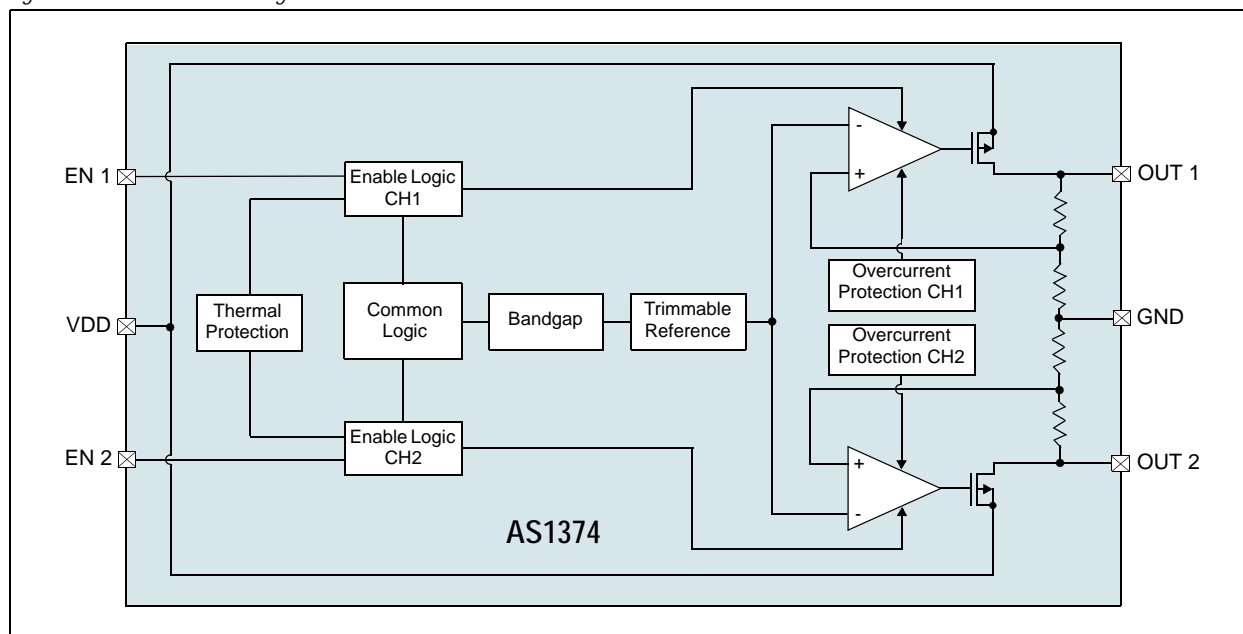 EN 1
VDD
EN 2
Enable Logic
CH1
Thermal
Protection
Common
Logic
Bandgap
Trimmable
Reference
Enable Logic
CH2
-
+
Overcurrent
Protection CH1
Overcurrent
Protection CH2
+
-
OUT 1
GND
OUT 2
AS1374